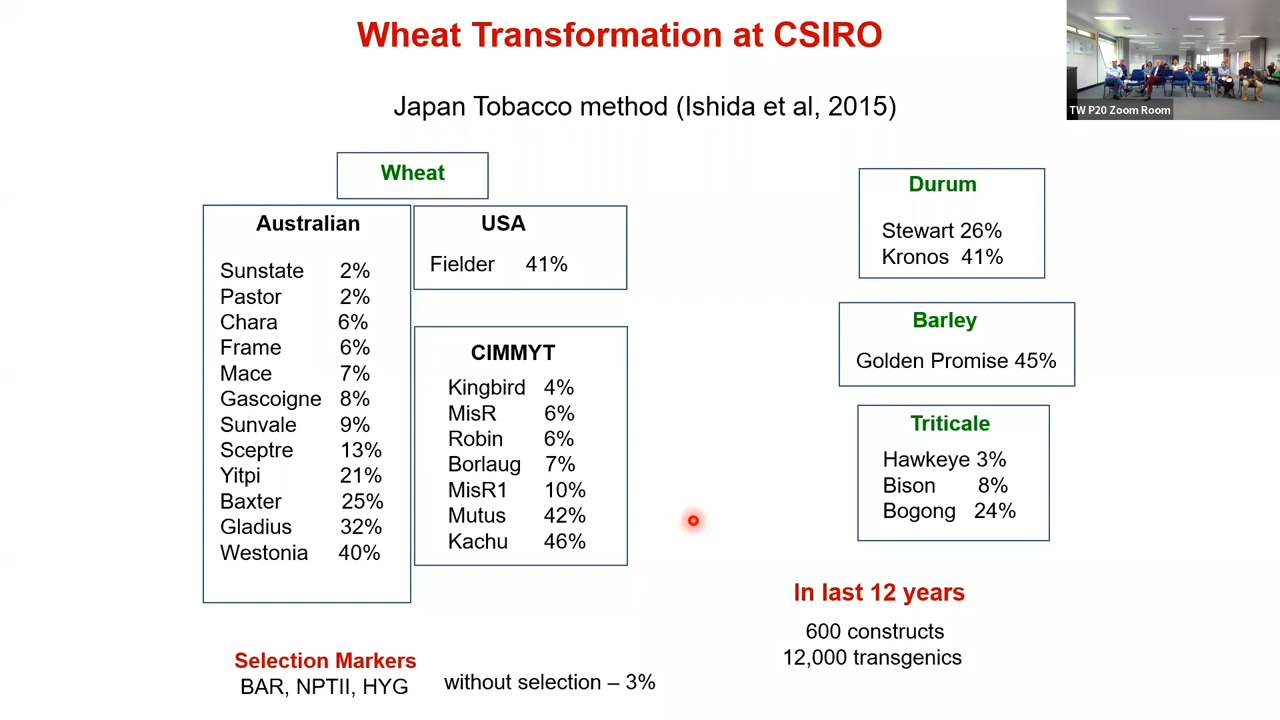 Wheat Transformation at CSIRO
TW P20 Zoom Room
Japan Tobacco method (Ishida et al, 2015)
Wheat
Australian
Sunstate 2%
Pastor 2%
Chara 6%
Frame 6%
Mace 7%
Gascoigne 8%
Sunvale 9%
Sceptre 13%
Yitpi 21%
Baxter 25%
Gladius 32%
Westonia 40%
USA
Fielder 41%
CIMMYT
Kingbird 4%
MisR 6%
Robin 6%
Borlaug 7%
MisR1 10%
Mutus 42%
Kachu 46%
Durum
Stewart 26%
Kronos 41%
Barley
Golden Promise 45%
Triticale
Hawkeye 3%
Bison 8%
Bogong 24%
In last 12 years
600 constructs
12,000 transgenics
Selection Markers
BAR, NPTII, HYG
without selection – 3%